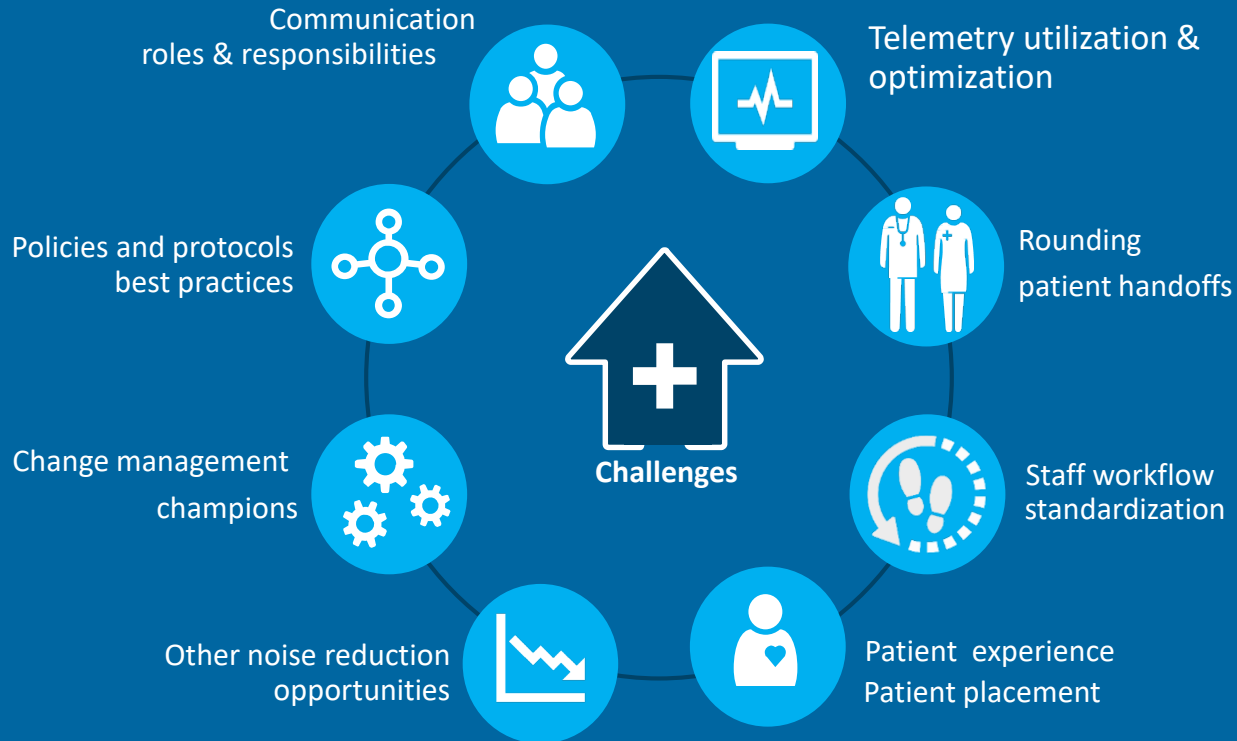 Communication
roles & responsibilities
Telemetry utilization &
optimization
Policies and protocols
best practices
Rounding
patient handoffs
Challenges
Change management
champions
Staff workflow
standardization
Other noise reduction
opportunities
Patient experience
Patient placement